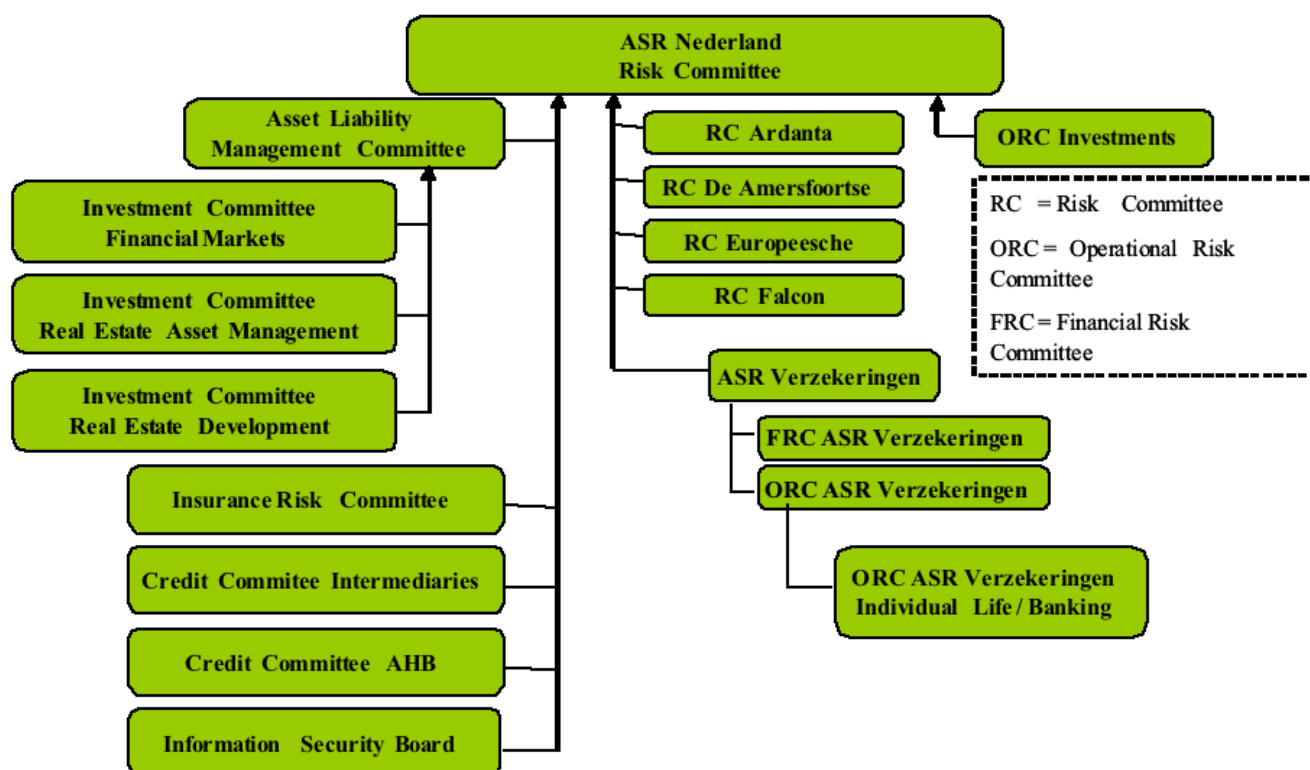 ASR Nederland
Risk Committee
Asset Liability
Management Committee
Investment Committee
Financial Markets
Investment Committee
Real Estate Asset Management
Investment Committee
Real Estate Development
Insurance Risk Committee
Credit Commitee Intermediaries
Credit Committee AHB
Information Security Board
RC Ardanta
RC De Amersfoortse
RC Europeesche
RC Falcon
ASR Verzekeringen
FRC ASR Verzekeringen
ORC ASR Verzekeringen
ORC ASR Verzekeringen
Individual Life / Banking
ORC Investments
RC = Risk Committee
ORC = Operational Risk
Committee
FRC = Financial Risk
Committee